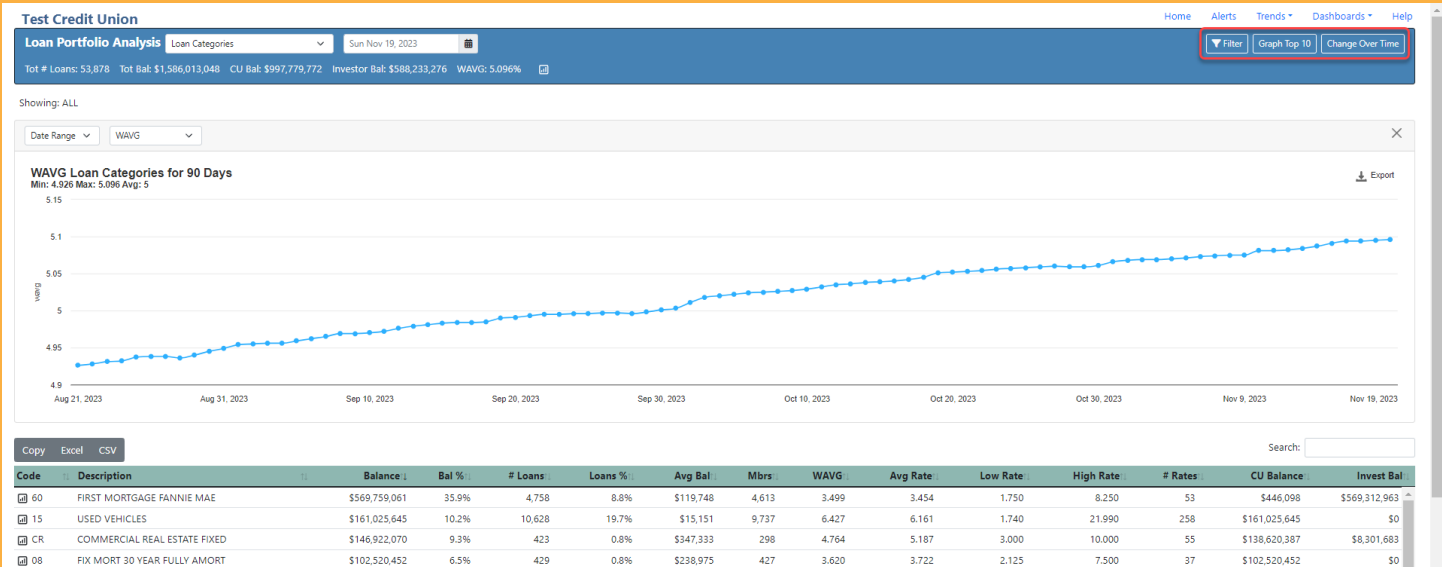 Test Credit Union
Home Alerts Trends Dashboards Help
Loan Portfolio Analysis Loan Categories Sun Nov 19, 2023 Filter Graph Top 10 Change Over Time
Tot # Loans: 53,878 Tot Bal: $1,586,013,048 CU Bal: $997,779,772 Investor Bal: $588,233,276 WAVG: 5.096%
Showing: ALL
Date Range WAVG
WAVG Loan Categories for 90 Days
Min: 4.926 Max: 5.096 Avg: 5
Export
5.15
5.1
5.05
5
4.95
4.9
wavg
Aug 21, 2023 Aug 31, 2023 Sep 10, 2023 Sep 20, 2023 Sep 30, 2023 Oct 10, 2023 Oct 20, 2023 Oct 30, 2023 Nov 9, 2023 Nov 19, 2023
Copy Excel CSV
Search:
Code Description Balance Bal % # Loans Loans % Avg Bal Mbrs WAVG Avg Rate Low Rate High Rate # Rates CU Balance Invest Bal
60 FIRST MORTGAGE FANNIE MAE $569,759,061 35.9% 4,758 8.8% $119,748 4,613 3.499 3.454 1.750 8.250 53 $446,098 $569,312,963
15 USED VEHICLES $161,025,645 10.2% 10,628 19.7% $15,151 9,737 6.427 6.161 1.740 21.990 258 $161,025,645 $0
CR COMMERCIAL REAL ESTATE FIXED $146,922,070 9.3% 423 0.8% $347,333 298 4.764 5.187 3.000 10.000 55 $138,620,387 $8,301,683
08 FIX MORT 30 YEAR FULLY AMORT $102,520,452 6.5% 429 0.8% $238,975 427 3.620 3.722 2.125 7.500 37 $102,520,452 $0